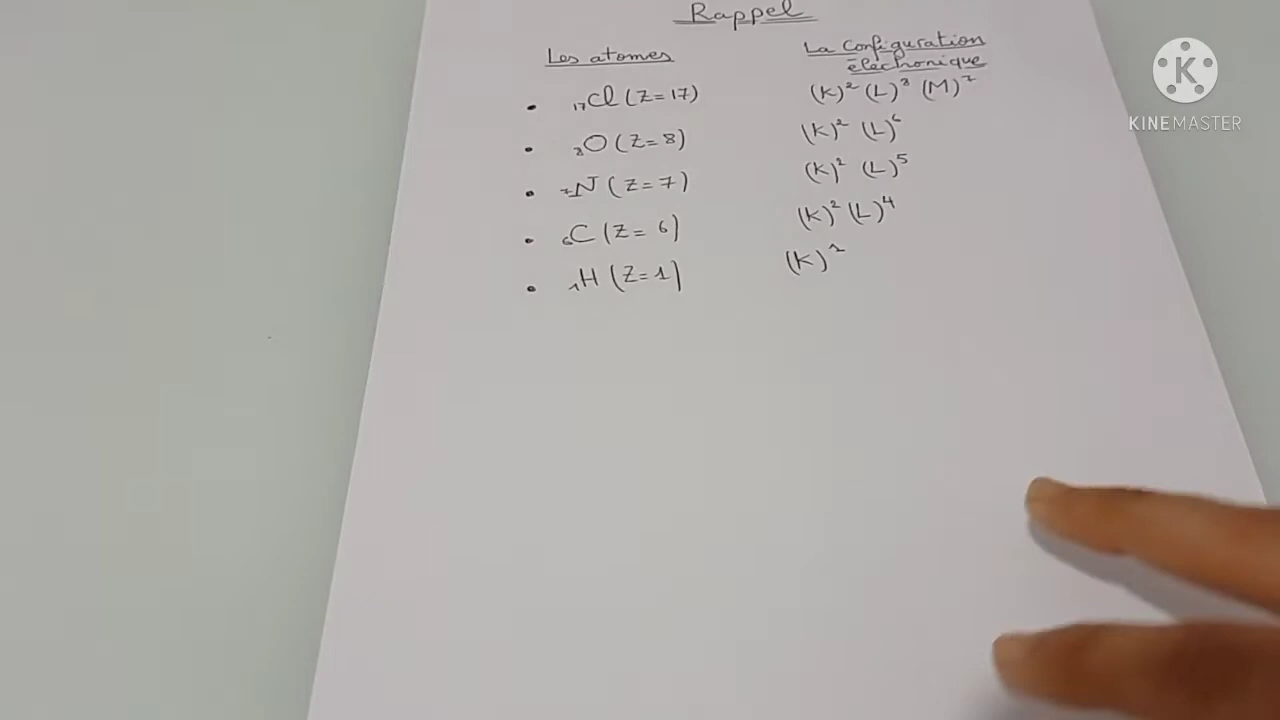 Rappel
Les atomes
La configuration
électronique
• ₁₇Cl (Z = 17) (K)² (L)⁸ (M)⁷
• ₈O (Z = 8) (K)² (L)⁶
• ₇N (Z = 7) (K)² (L)⁵
• ₆C (Z = 6) (K)² (L)⁴
• ₁H (Z = 1) (K)¹
KINEMASTER